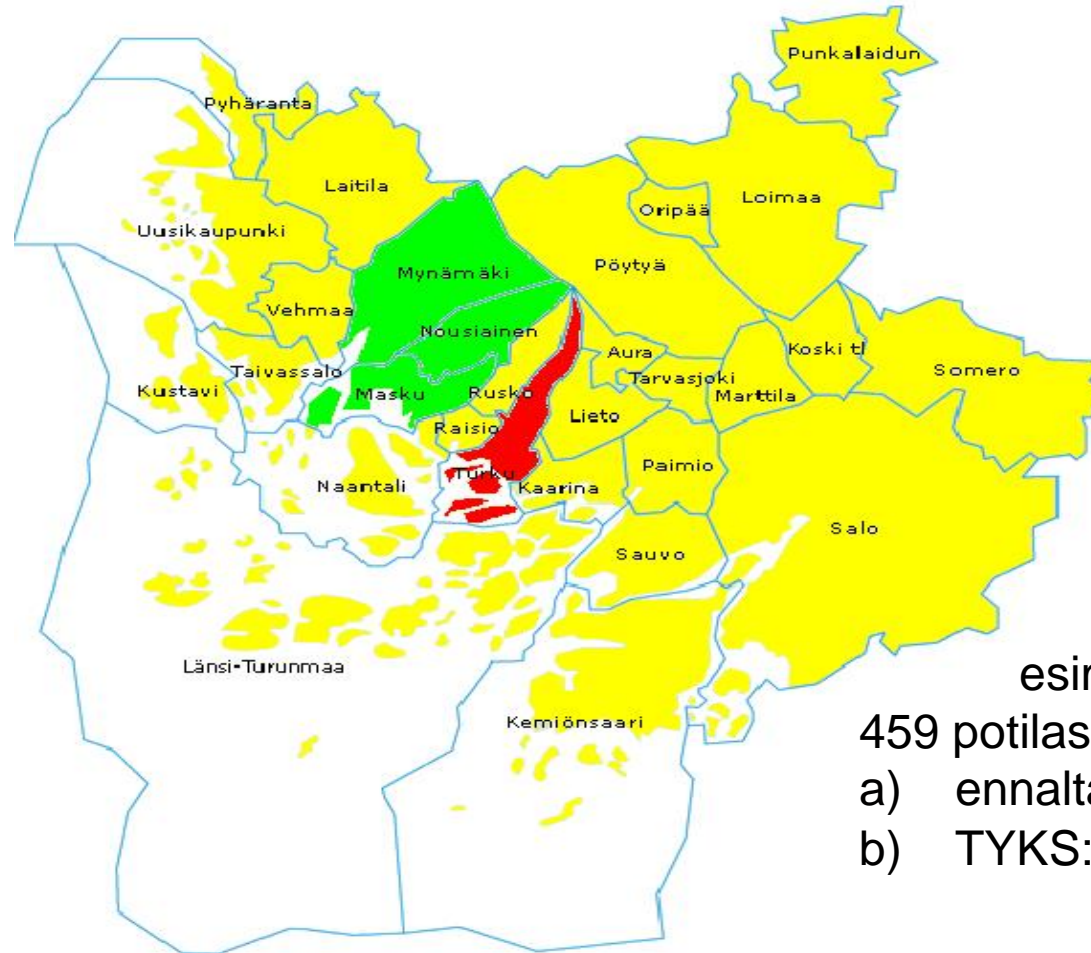 Punkalaidun
Pyhäranta
Laitila
Loimaa
Oripää
Uusikaupunki
Pöytyä
Mynämäki
Vehmaa
Nousiainen
Koski tl
Aura
Taivassalo
Somero
Tarvasjoki
Kustavi
Masku
Rusko
Marttila
Lieto
Raisio
Paimio
Turku
Naantali
Kaarina
Salo
Sauvo
Länsi-Turunmaa
Kemiönsaari
459 potilas
a) ennalta
b) TYKS: